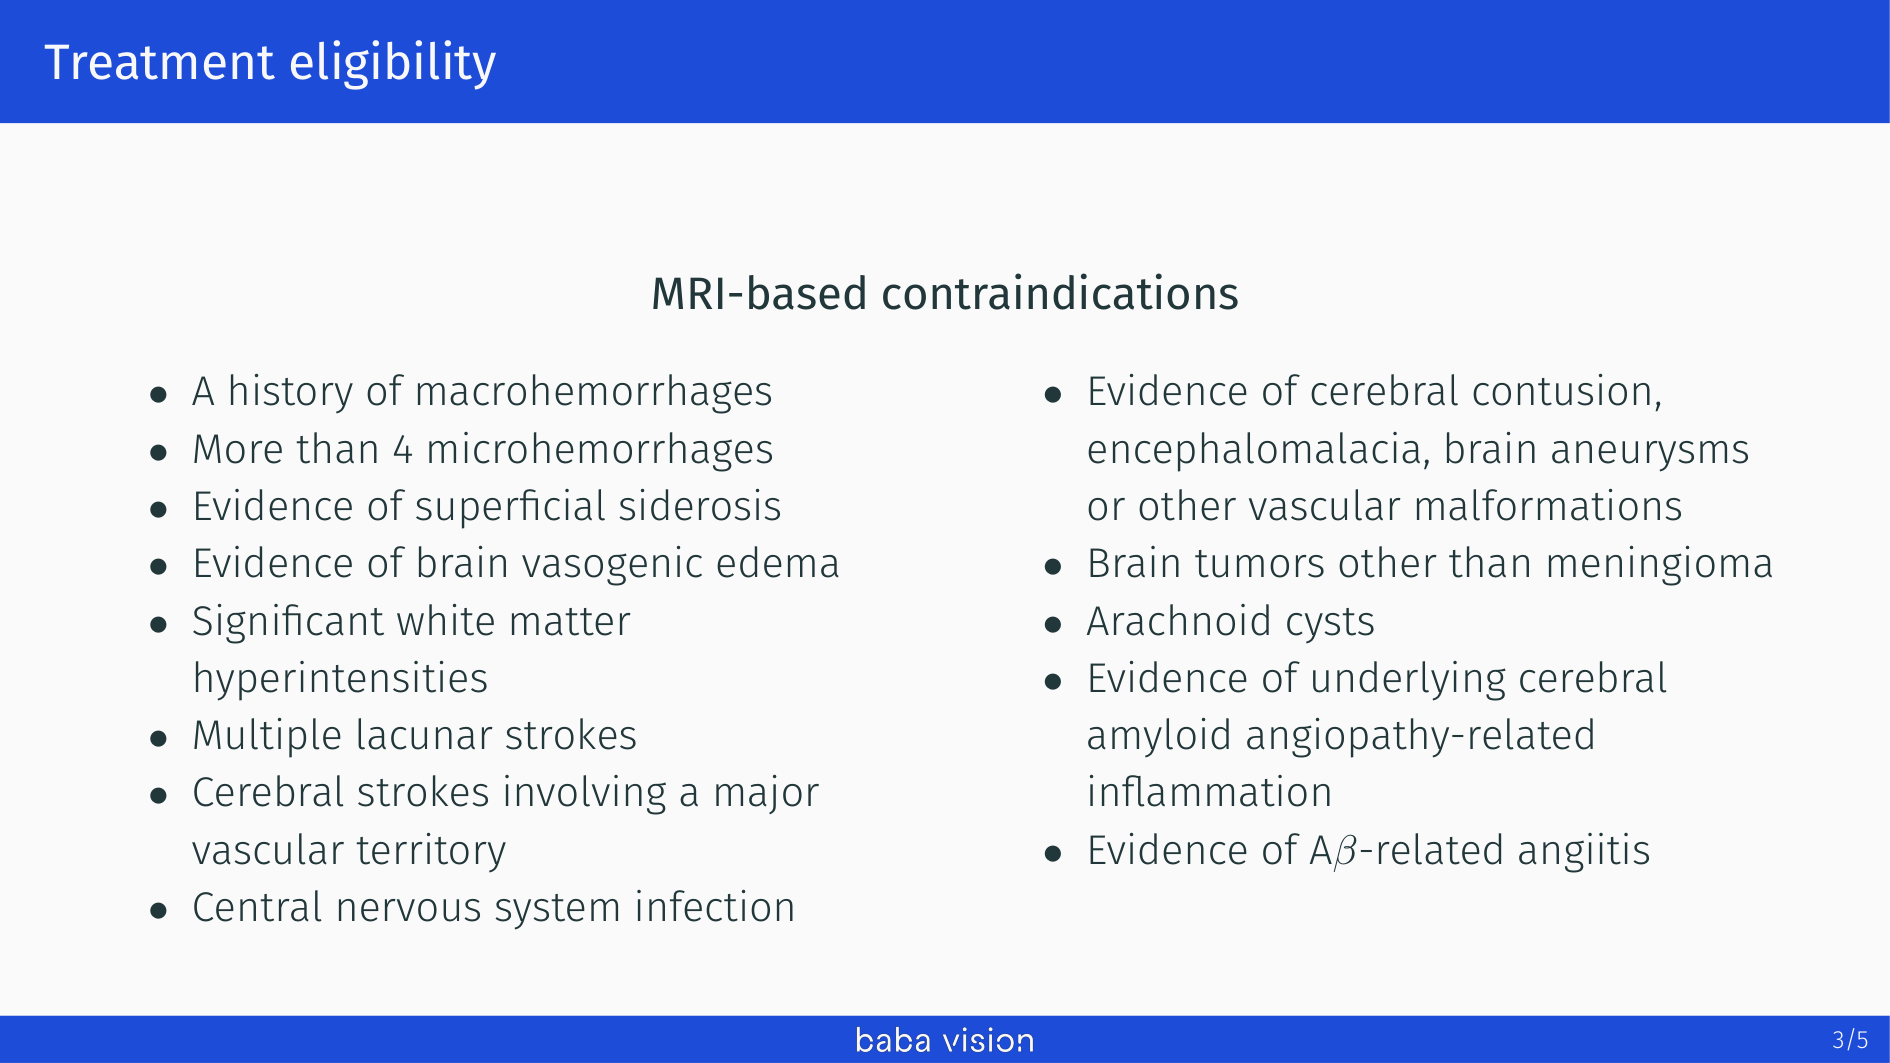 Treatment eligibility
MRI-based contraindications
• A history of macrohemorrhages
• More than 4 microhemorrhages
• Evidence of superficial siderosis
• Evidence of brain vasogenic edema
• Significant white matter
hyperintensities
• Multiple lacunar strokes
• Cerebral strokes involving a major
vascular territory
• Central nervous system infection
• Evidence of cerebral contusion,
encephalomalacia, brain aneurysms
or other vascular malformations
• Brain tumors other than meningioma
• Arachnoid cysts
• Evidence of underlying cerebral
amyloid angiopathy-related
inflammation
• Evidence of Aβ-related angiitis
baba vision
3/5